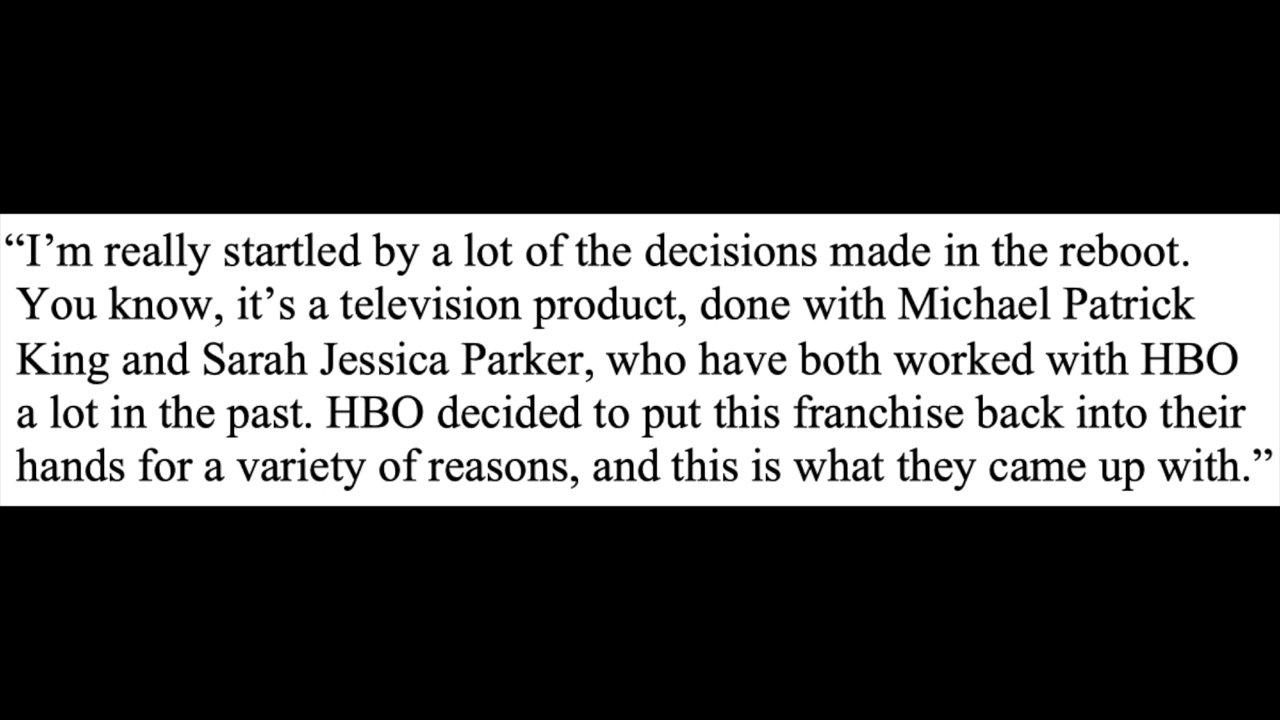 “I’m really startled by a lot of the decisions made in the reboot.
You know, it’s a television product, done with Michael Patrick
King and Sarah Jessica Parker, who have both worked with HBO
a lot in the past. HBO decided to put this franchise back into their
hands for a variety of reasons, and this is what they came up with.”